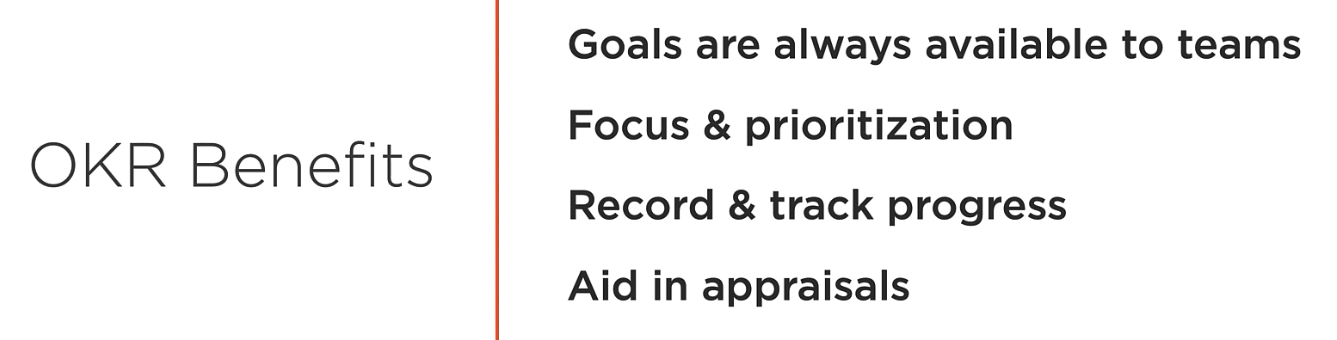 OKR Benefits
Goals are always available to teams
Focus & prioritization
Record & track progress
Aid in appraisals